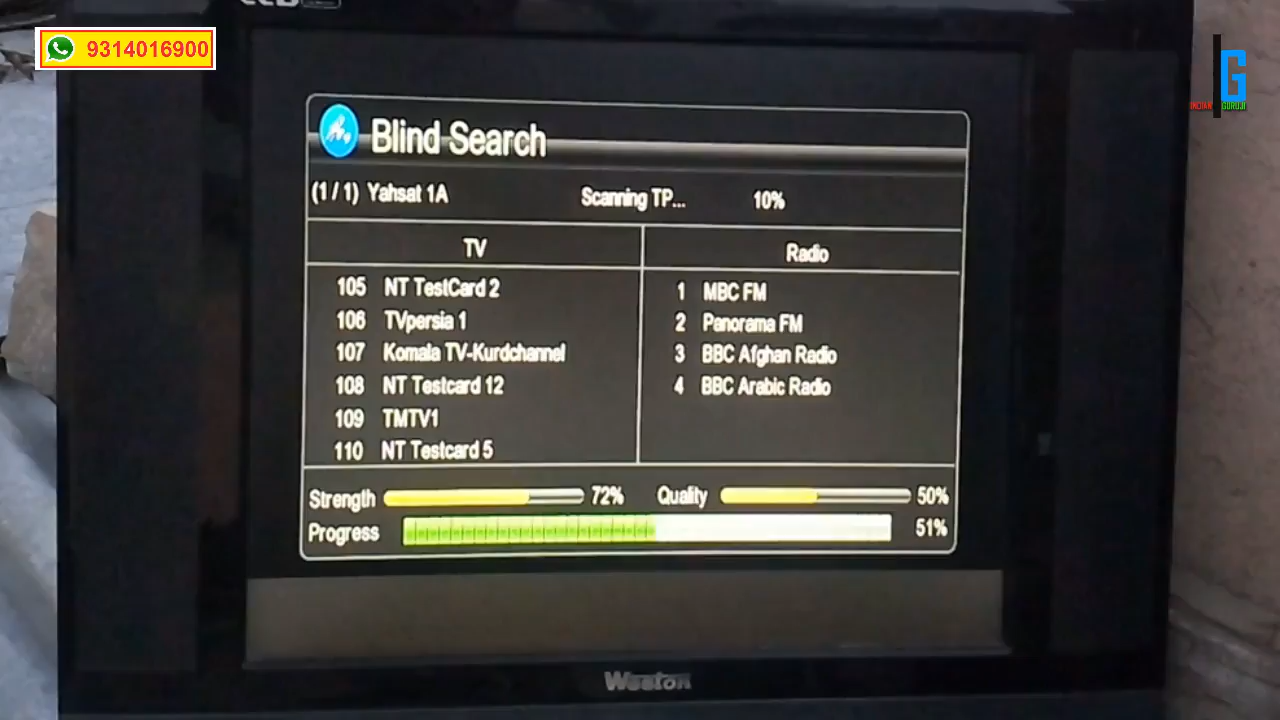 9314016900
G
INDIAN GURUJI
Blind Search
(1 / 1) Yahsat 1A Scanning TP... 10%
TV Radio
105 NT TestCard 2 1 MBC FM
106 TVpersia 1 2 Panorama FM
107 Komala TV-Kurdchannel 3 BBC Afghan Radio
108 NT Testcard 12 4 BBC Arabic Radio
109 TMTV1
110 NT Testcard 5
Strength 72% Quality 50%
Progress 51%
Weston